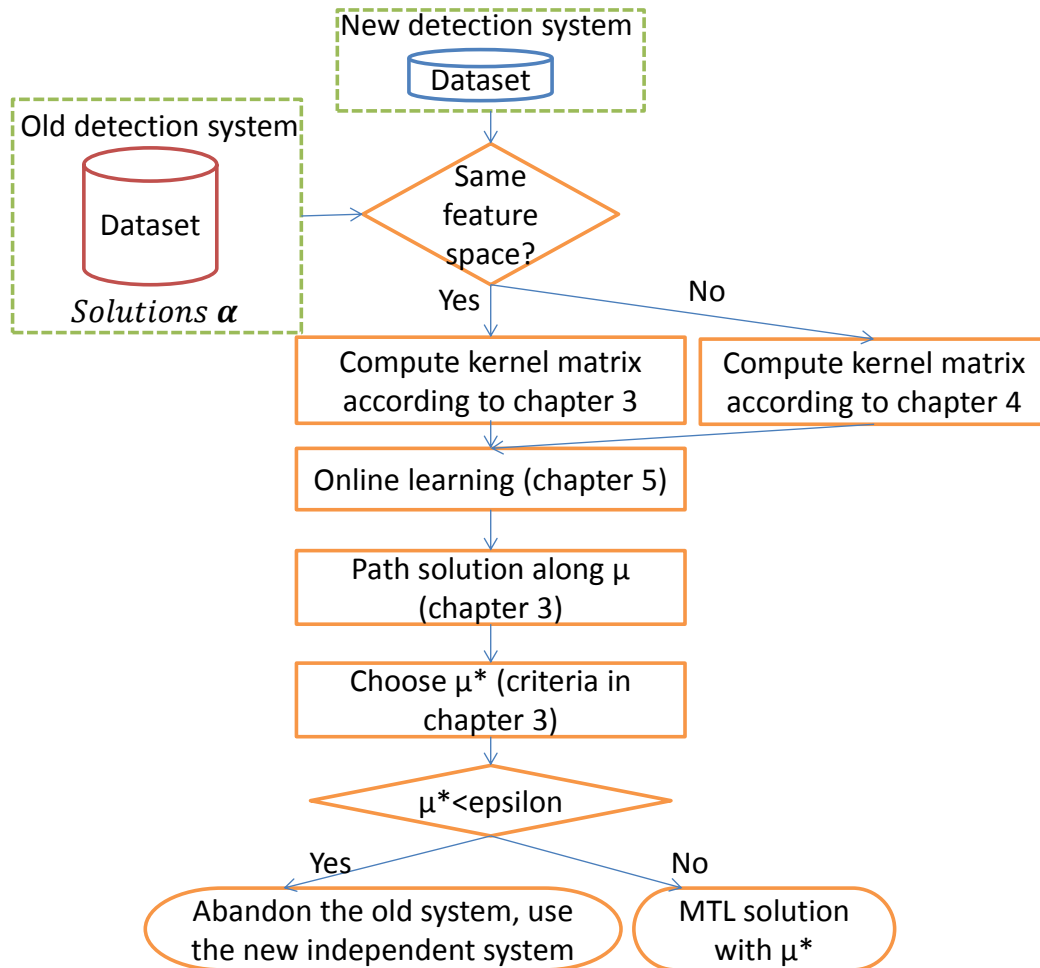 New detection system
Dataset
Old detection system
Dataset
Solutions α
Same
feature
space?
Yes
No
Compute kernel matrix
according to chapter 3
Compute kernel matrix
according to chapter 4
Online learning (chapter 5)
Path solution along μ
(chapter 3)
Choose μ* (criteria in
chapter 3)
μ*<epsilon
Yes
No
Abandon the old system, use
the new independent system
MTL solution
with μ*